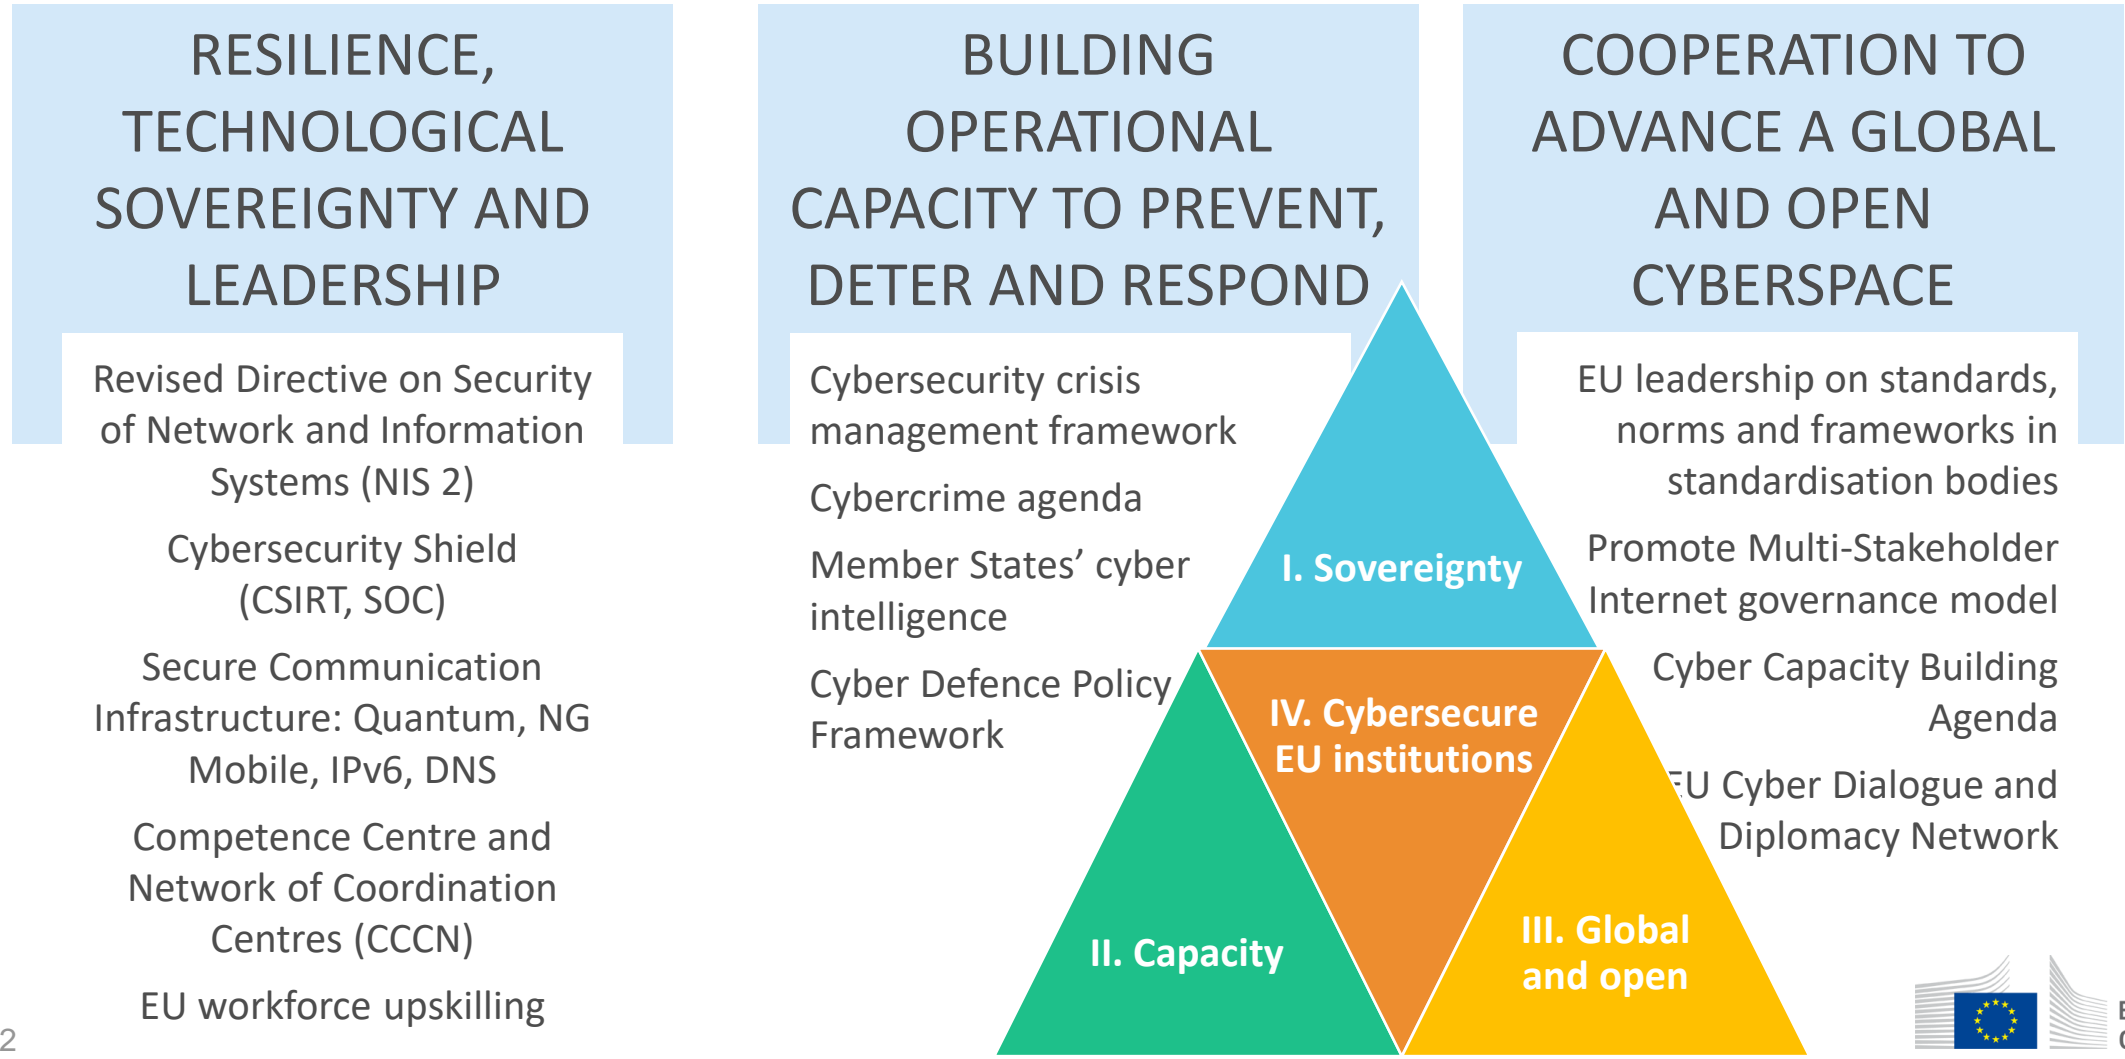 RESILIENCE,
TECHNOLOGICAL
SOVEREIGNTY AND
LEADERSHIP
Revised Directive on Security
of Network and Information
Systems (NIS 2)
Cybersecurity Shield
(CSIRT, SOC)
Secure Communication
Infrastructure: Quantum, NG
Mobile, IPv6, DNS
Competence Centre and
Network of Coordination
Centres (CCCN)
EU workforce upskilling
BUILDING
OPERATIONAL
CAPACITY TO PREVENT,
DETER AND RESPOND
Cybersecurity crisis
management framework
Cybercrime agenda
Member States’ cyber
intelligence
Cyber Defence Policy
Framework
COOPERATION TO
ADVANCE A GLOBAL
AND OPEN
CYBERSPACE
EU leadership on standards,
norms and frameworks in
standardisation bodies
Promote Multi-Stakeholder
Internet governance model
Cyber Capacity Building
Agenda
EU Cyber Dialogue and
Diplomacy Network
I. Sovereignty
IV. Cybersecure
EU institutions
II. Capacity
III. Global
and open
2